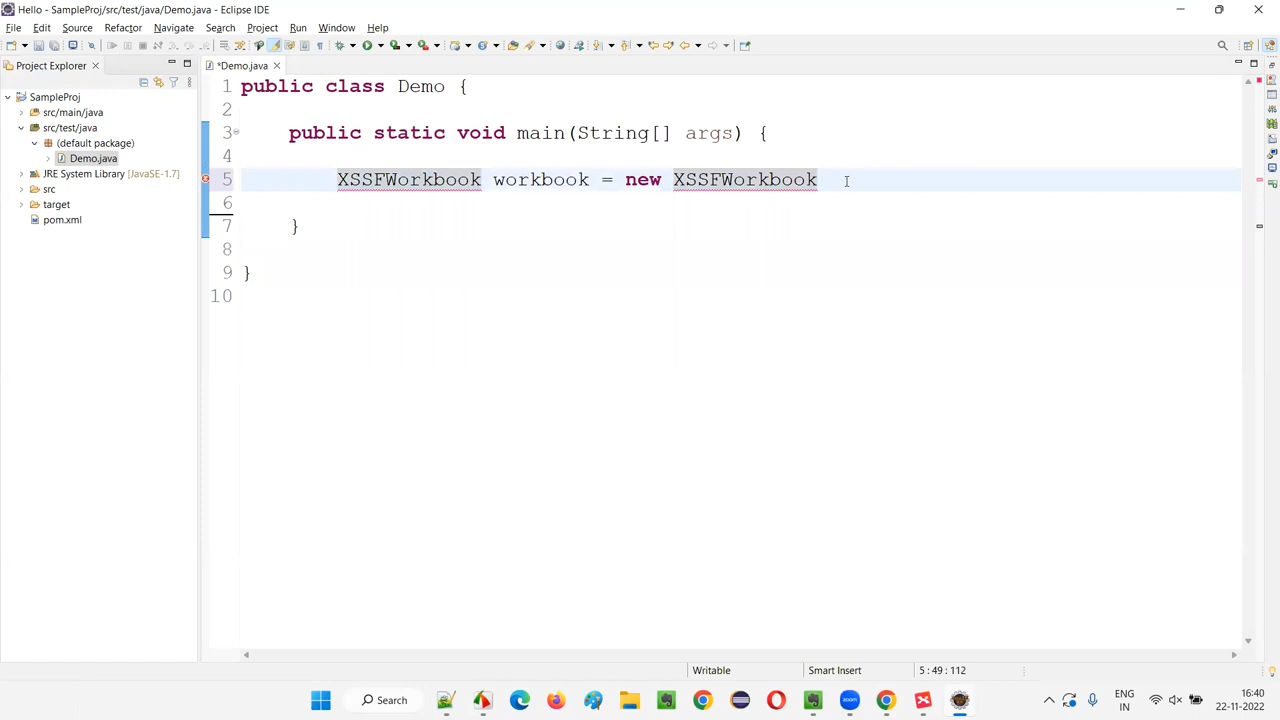 Hello - SampleProj/src/test/java/Demo.java - Eclipse IDE
File Edit Source Refactor Navigate Search Project Run Window Help
Project Explorer
*Demo.java
SampleProj
src/main/java
src/test/java
(default package)
Demo.java
JRE System Library [JavaSE-1.7]
src
target
pom.xml
1 public class Demo {
2
3 public static void main(String[] args) {
4
5 XSSFWorkbook workbook = new XSSFWorkbook
6
7 }
8
9 }
10
Writable Smart Insert 5 : 49 : 112
Search
zoom
ENG
IN
16:40
22-11-2022